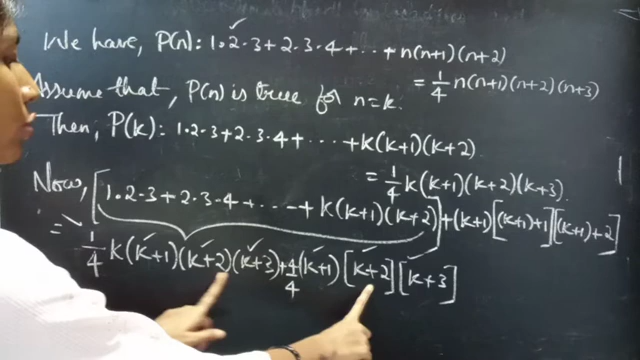 We have, P(n): 1·2·3+2·3·4+ ... + n(n+1)(n+2)
= 1/4 n(n+1)(n+2)(n+3)
Assume that, P(n) is true for n=k.
Then, P(k): 1·2·3+2·3·4+ ..... +k(k+1)(k+2)
= 1/4 k(k+1)(k+2)(k+3)
Now, [1·2·3+2·3·4+ .... + k(k+1)(k+2)]+(k+1)[(k+1)+1][(k+1)+2]
= 1/4 k(k+1)(k+2)(k+3)+4/4(k+1)[k+2][k+3]